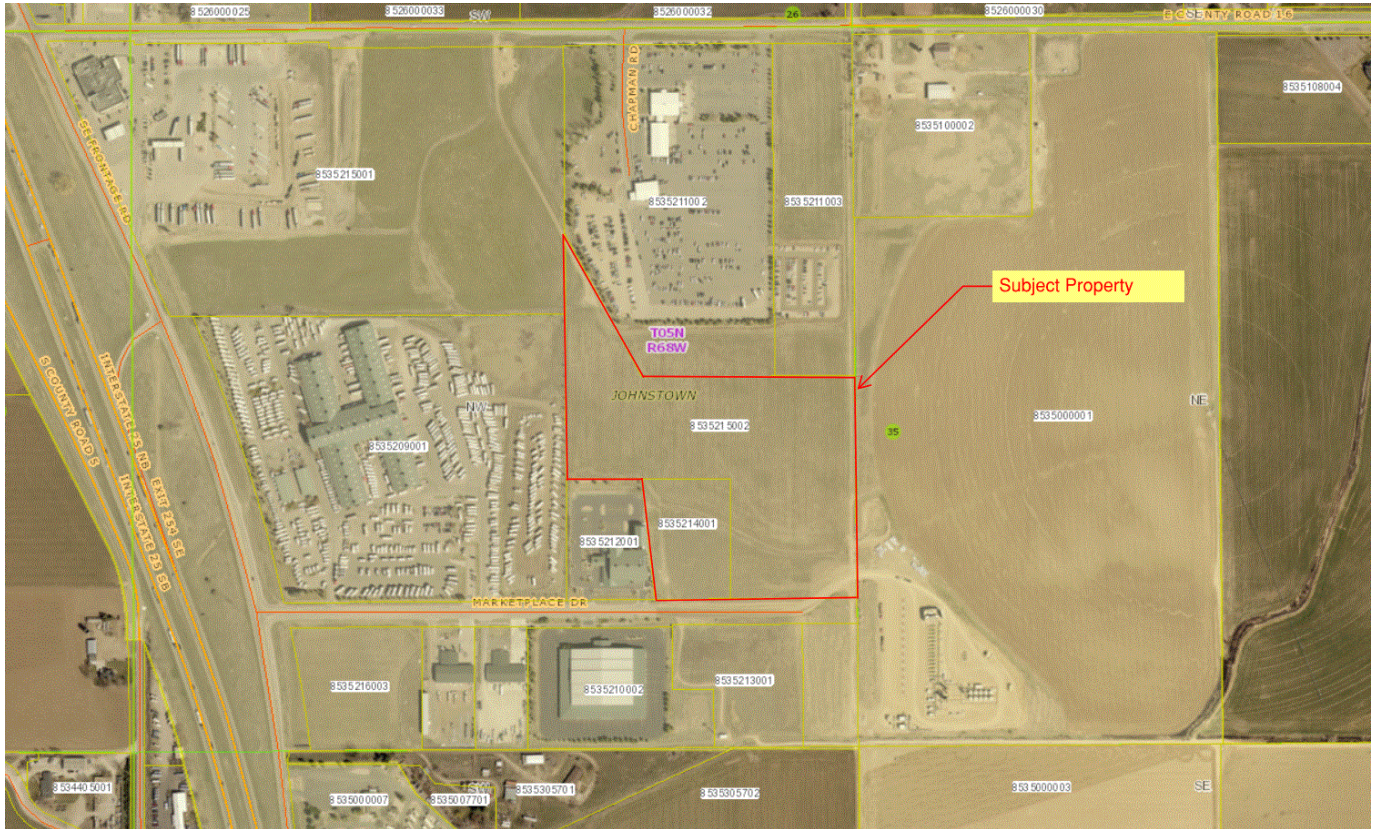 8526000025
8526000033
SW
8526000032
26
8526000030
E COUNTY ROAD 16
SE
CHAPMAN RD
8535108004
SE FRONTAGE RD
8535100002
8535215001
8535211002
8535211003
Subject Property
T05N
R68W
INTERSTATE 25 NB
EXIT 254 SE
S COUNTY ROAD 5
INTERSTATE 25 SB
JOHNSTOWN
NW
NE
8535215002
35
8535000001
8535209001
8535214001
8535212001
MARKETPLACE DR
8535216003
8535210002
8535213001
8534405001
8535000007
8535007701
SW
8535305701
8535305702
8535000003
SE